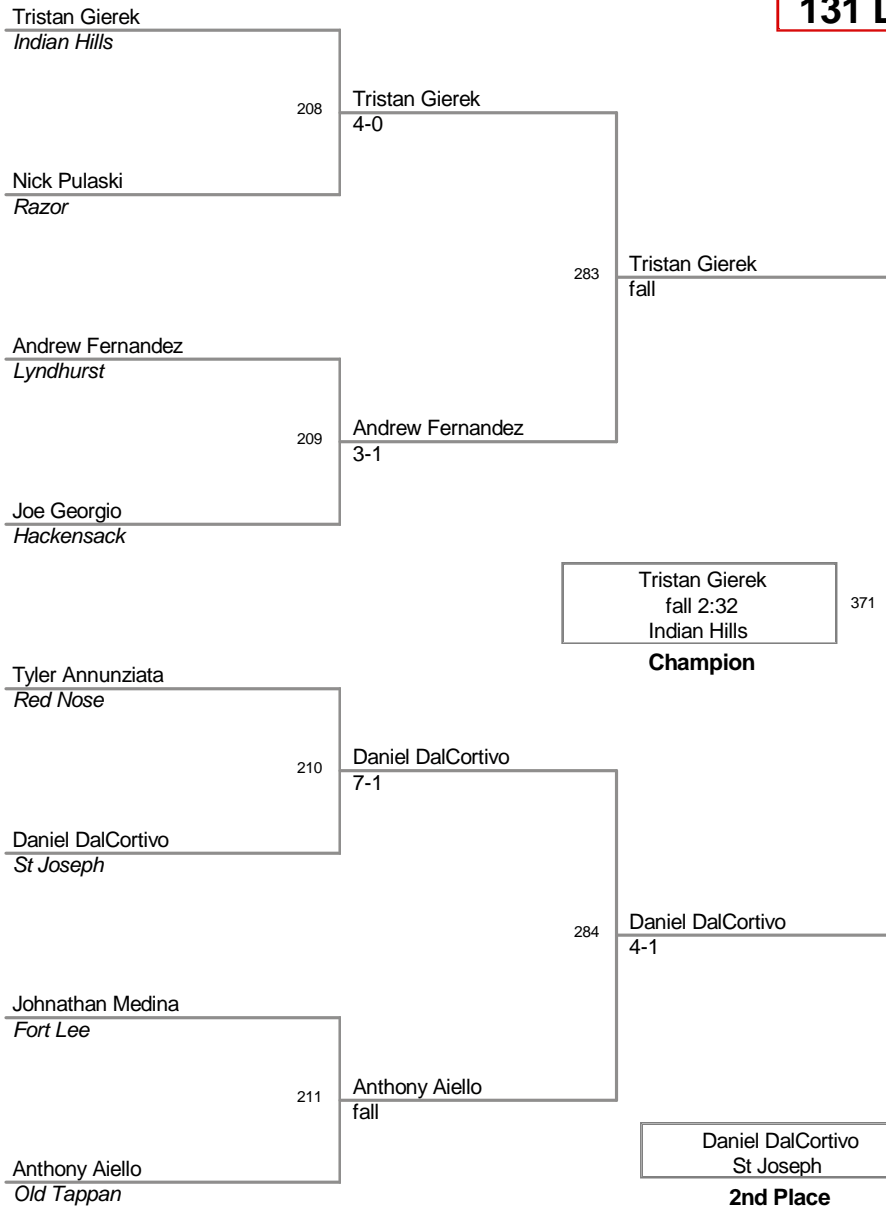 131 L
Tristan Gierek
Indian Hills
208
Tristan Gierek
4-0
Nick Pulaski
Razor
283
Tristan Gierek
fall
Andrew Fernandez
Lyndhurst
209
Andrew Fernandez
3-1
Joe Georgio
Hackensack
Tristan Gierek
fall 2:32
Indian Hills
371
Champion
Tyler Annunziata
Red Nose
210
Daniel DalCortivo
7-1
Daniel DalCortivo
St Joseph
284
Daniel DalCortivo
4-1
Johnathan Medina
Fort Lee
211
Anthony Aiello
fall
Anthony Aiello
Old Tappan
Daniel DalCortivo
St Joseph
2nd Place